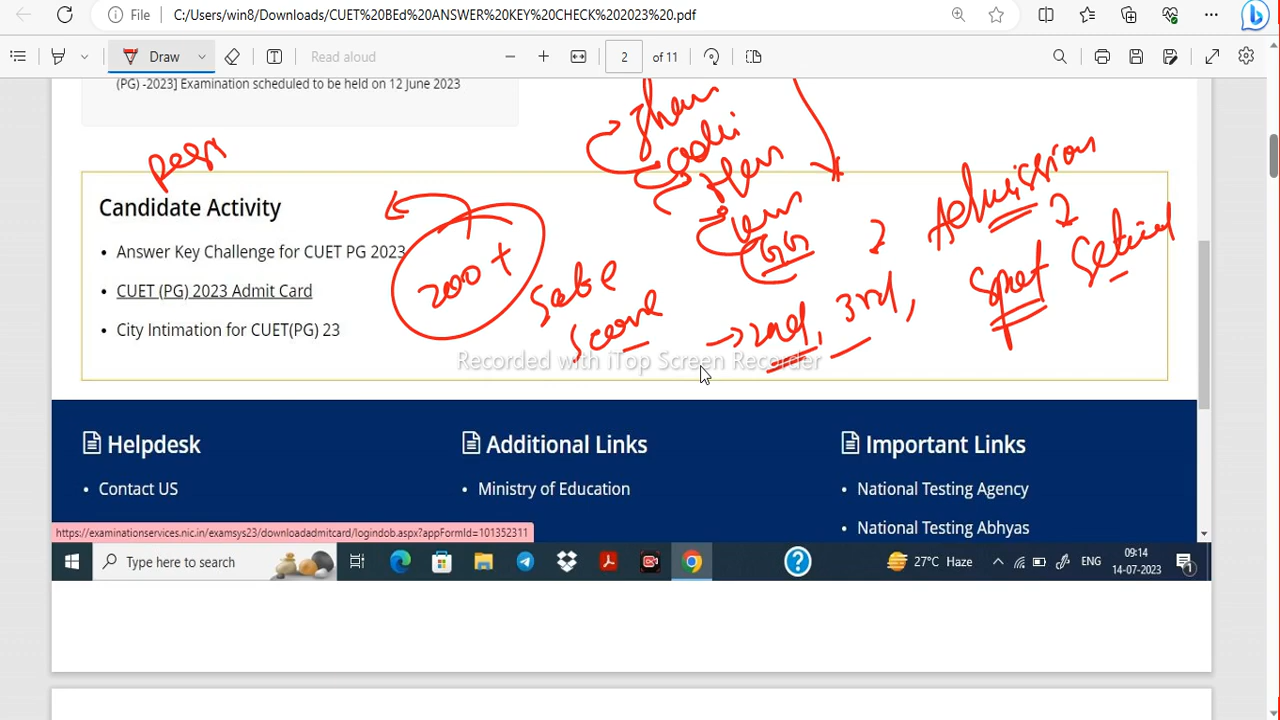 File C:/Users/win8/Downloads/CUET%20BEd%20ANSWER%20KEY%20CHECK%202023%20.pdf
Draw Read aloud 2 of 11
(PG) -2023] Examination scheduled to be held on 12 June 2023
Admission
Candidate Activity
Answer Key Challenge for CUET PG 2023
200 +
CUET (PG) 2023 Admit Card
Safe
Score
2nd, 3rd,
Spot
City Intimation for CUET(PG) 23
Recorded with iTop Screen Recorder
Helpdesk Additional Links Important Links
Contact US Ministry of Education National Testing Agency
National Testing Abhyas
https://examinationservices.nic.in/examsys23/downloadadmitcard/logindob.aspx?appFormId=101352311
Type here to search 27°C Haze ENG 09:14
14-07-2023
1